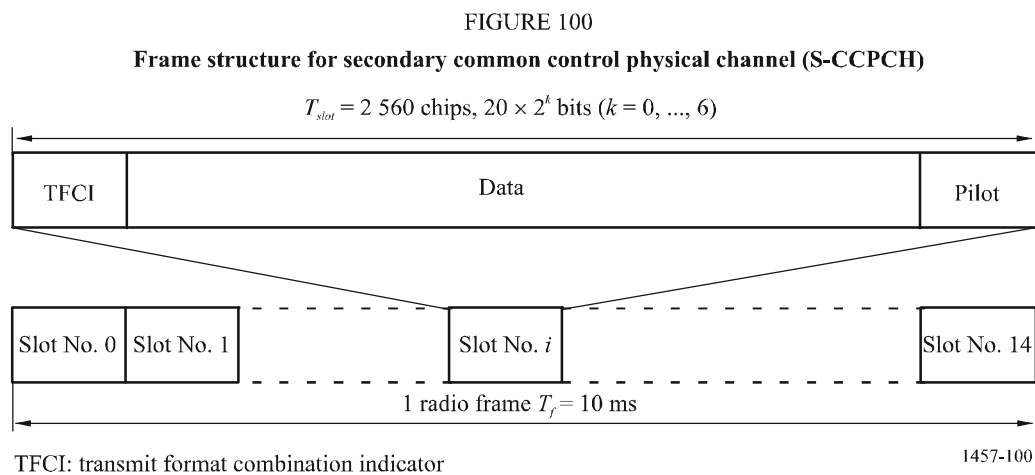 FIGURE 100
Frame structure for secondary common control physical channel (S-CCPCH)
T_slot = 2 560 chips, 20 × 2^k bits (k = 0, ..., 6)
TFCI Data Pilot
Slot No. 0 Slot No. 1 Slot No. i Slot No. 14
1 radio frame T_f = 10 ms
TFCI: transmit format combination indicator
1457-100